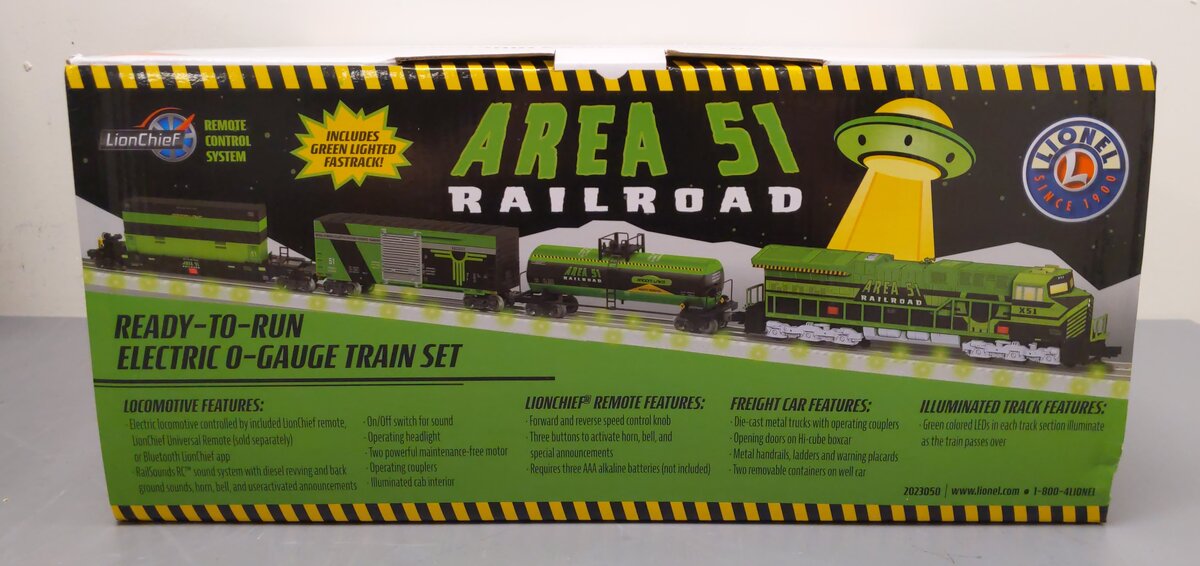 LionChief
REMOTE
CONTROL
SYSTEM
INCLUDES
GREEN LIGHTED
FASTRACK!
AREA 51
RAILROAD
LIONEL
L
SINCE 1900
AREA 51
51
AREA 51
RAILROAD
AREA 51
RAILROAD
X51
READY-TO-RUN
ELECTRIC O-GAUGE TRAIN SET
LOCOMOTIVE FEATURES:
· Electric locomotive controlled by included LionChief remote,
LionChief Universal Remote (sold separately)
or Bluetooth LionChief app
· RailSounds RC™ sound system with diesel revving and back
ground sounds, horn, bell, and useractivated announcements
· On/Off switch for sound
· Operating headlight
· Two powerful maintenance-free motor
· Operating couplers
· Illuminated cab interior
LIONCHIEF® REMOTE FEATURES:
· Forward and reverse speed control knob
· Three buttons to activate horn, bell, and
special announcements
· Requires three AAA alkaline batteries (not included)
FREIGHT CAR FEATURES:
· Die-cast metal trucks with operating couplers
· Opening doors on Hi-cube boxcar
· Metal handrails, ladders and warning placards
· Two removable containers on well car
ILLUMINATED TRACK FEATURES:
· Green colored LEDs in each track section illuminate
as the train passes over
2023050 | www.lionel.com • 1-800-4LIONEL